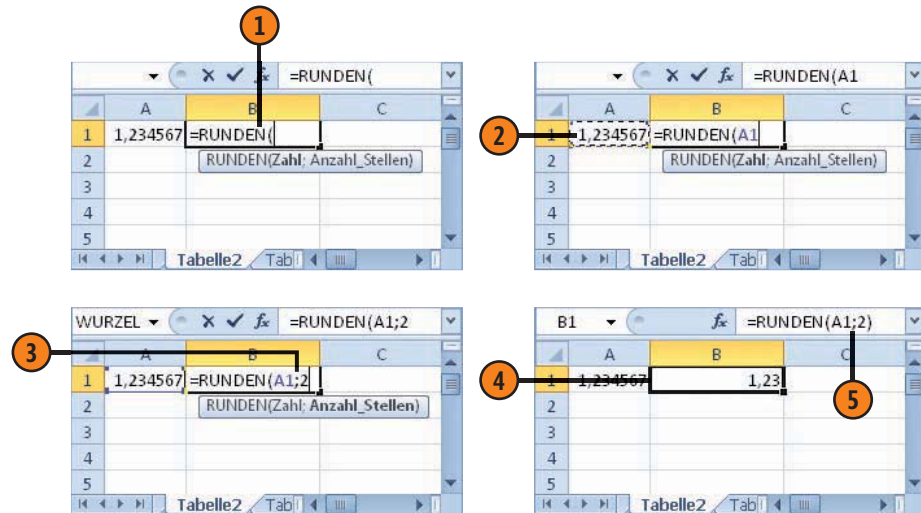 1
=RUNDEN(
A B C
1 1,234567 =RUNDEN(
RUNDEN(Zahl; Anzahl_Stellen)
2
3
4
5
Tabelle2 Tab
=RUNDEN(A1
A B C
2
1 1,234567 =RUNDEN(A1
RUNDEN(Zahl; Anzahl_Stellen)
2
3
4
5
Tabelle2 Tab
WURZEL fx =RUNDEN(A1;2
A B C
3
1 1,234567 =RUNDEN(A1;2
RUNDEN(Zahl; Anzahl_Stellen)
2
3
4
5
Tabelle2 Tab
B1 fx =RUNDEN(A1;2)
A B C
4
1 1,234567 1,23
5
2
3
4
5
Tabelle2 Tab